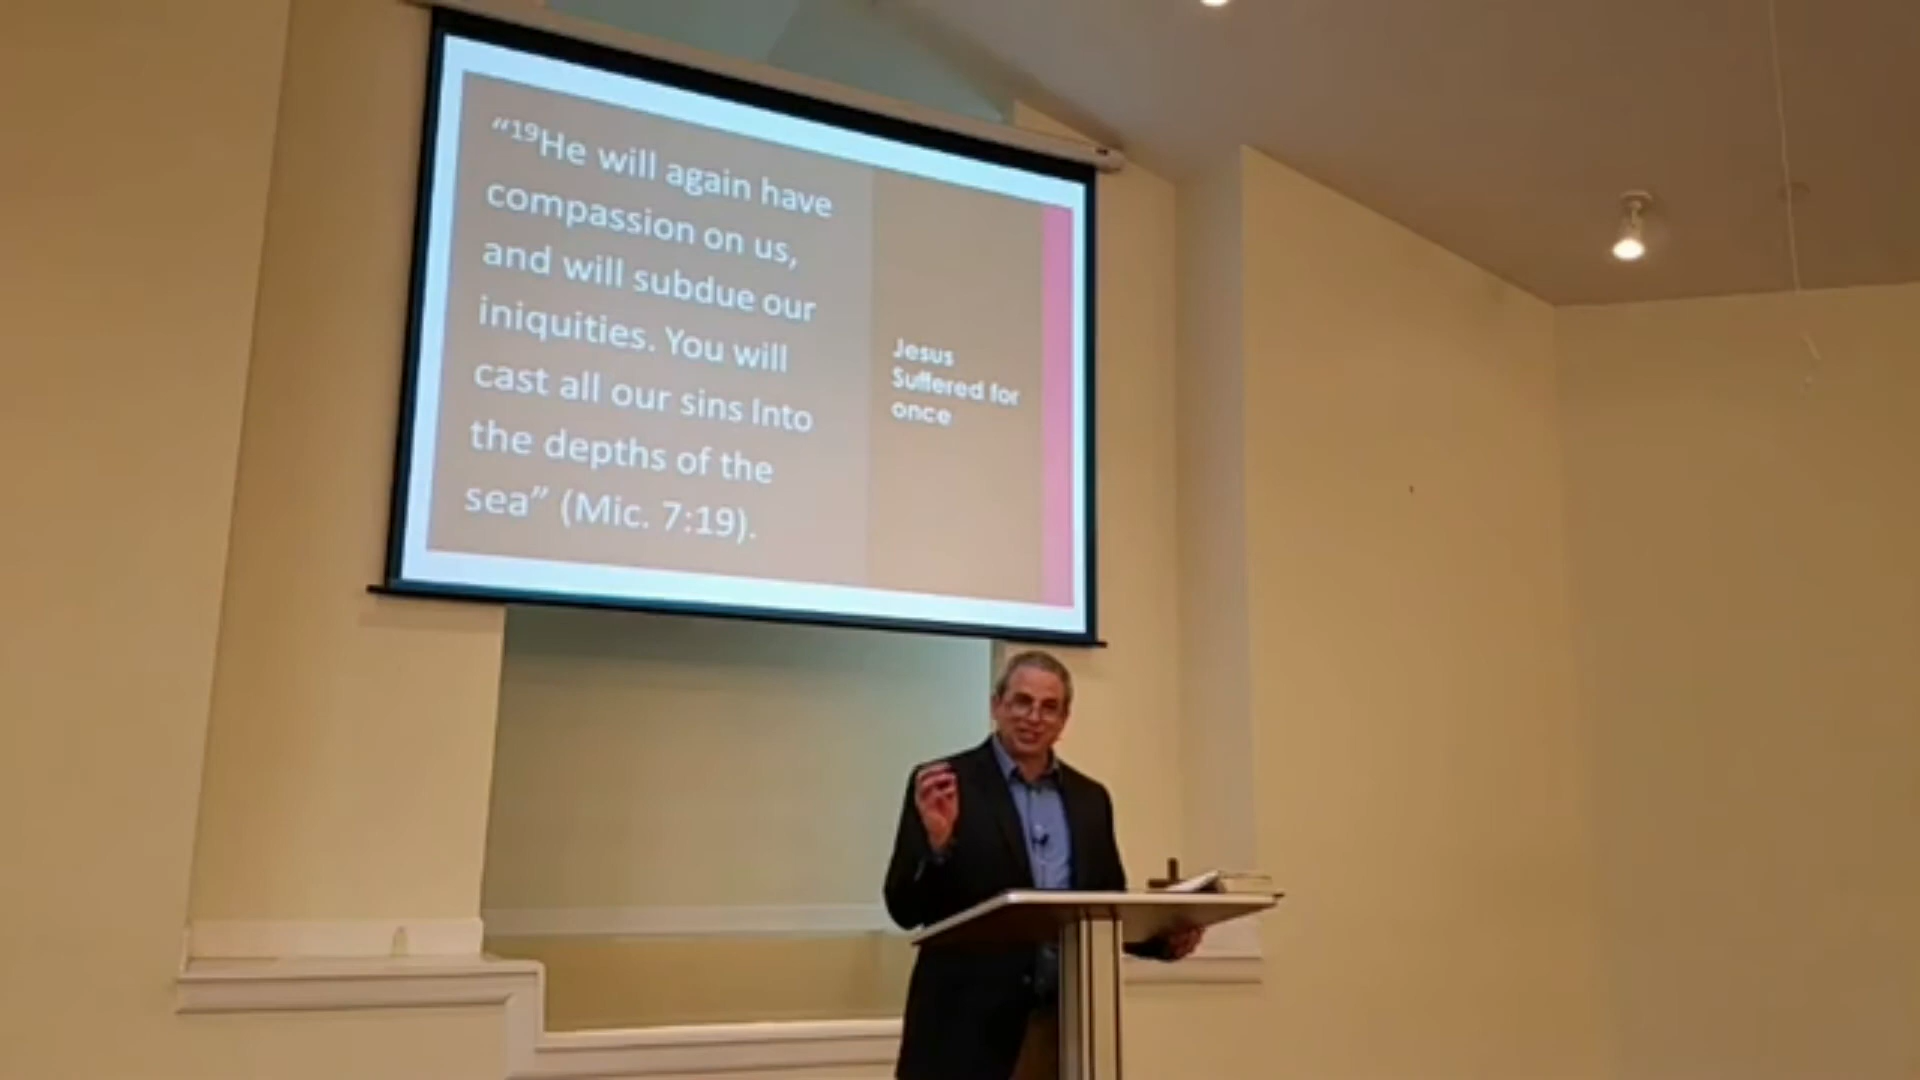 “19He will again have
compassion on us,
and will subdue our
iniquities. You will
cast all our sins Into
the depths of the
sea” (Mic. 7:19).
Jesus
Suffered for
once